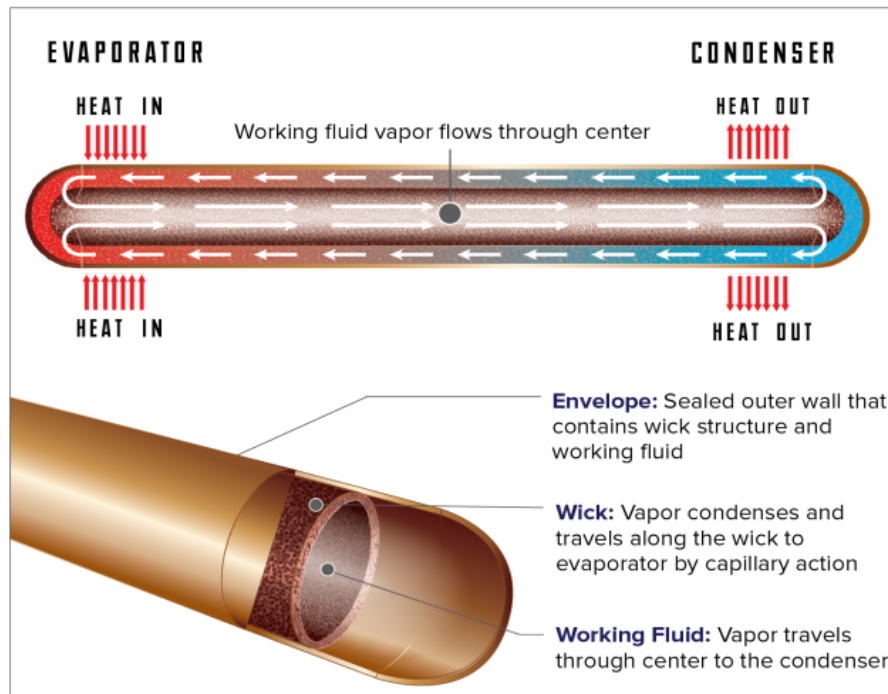 EVAPORATOR
CONDENSER
HEAT IN
HEAT OUT
Working fluid vapor flows through center
HEAT IN
HEAT OUT
Envelope: Sealed outer wall that
contains wick structure and
working fluid
Wick: Vapor condenses and
travels along the wick to
evaporator by capillary action
Working Fluid: Vapor travels
through center to the condenser